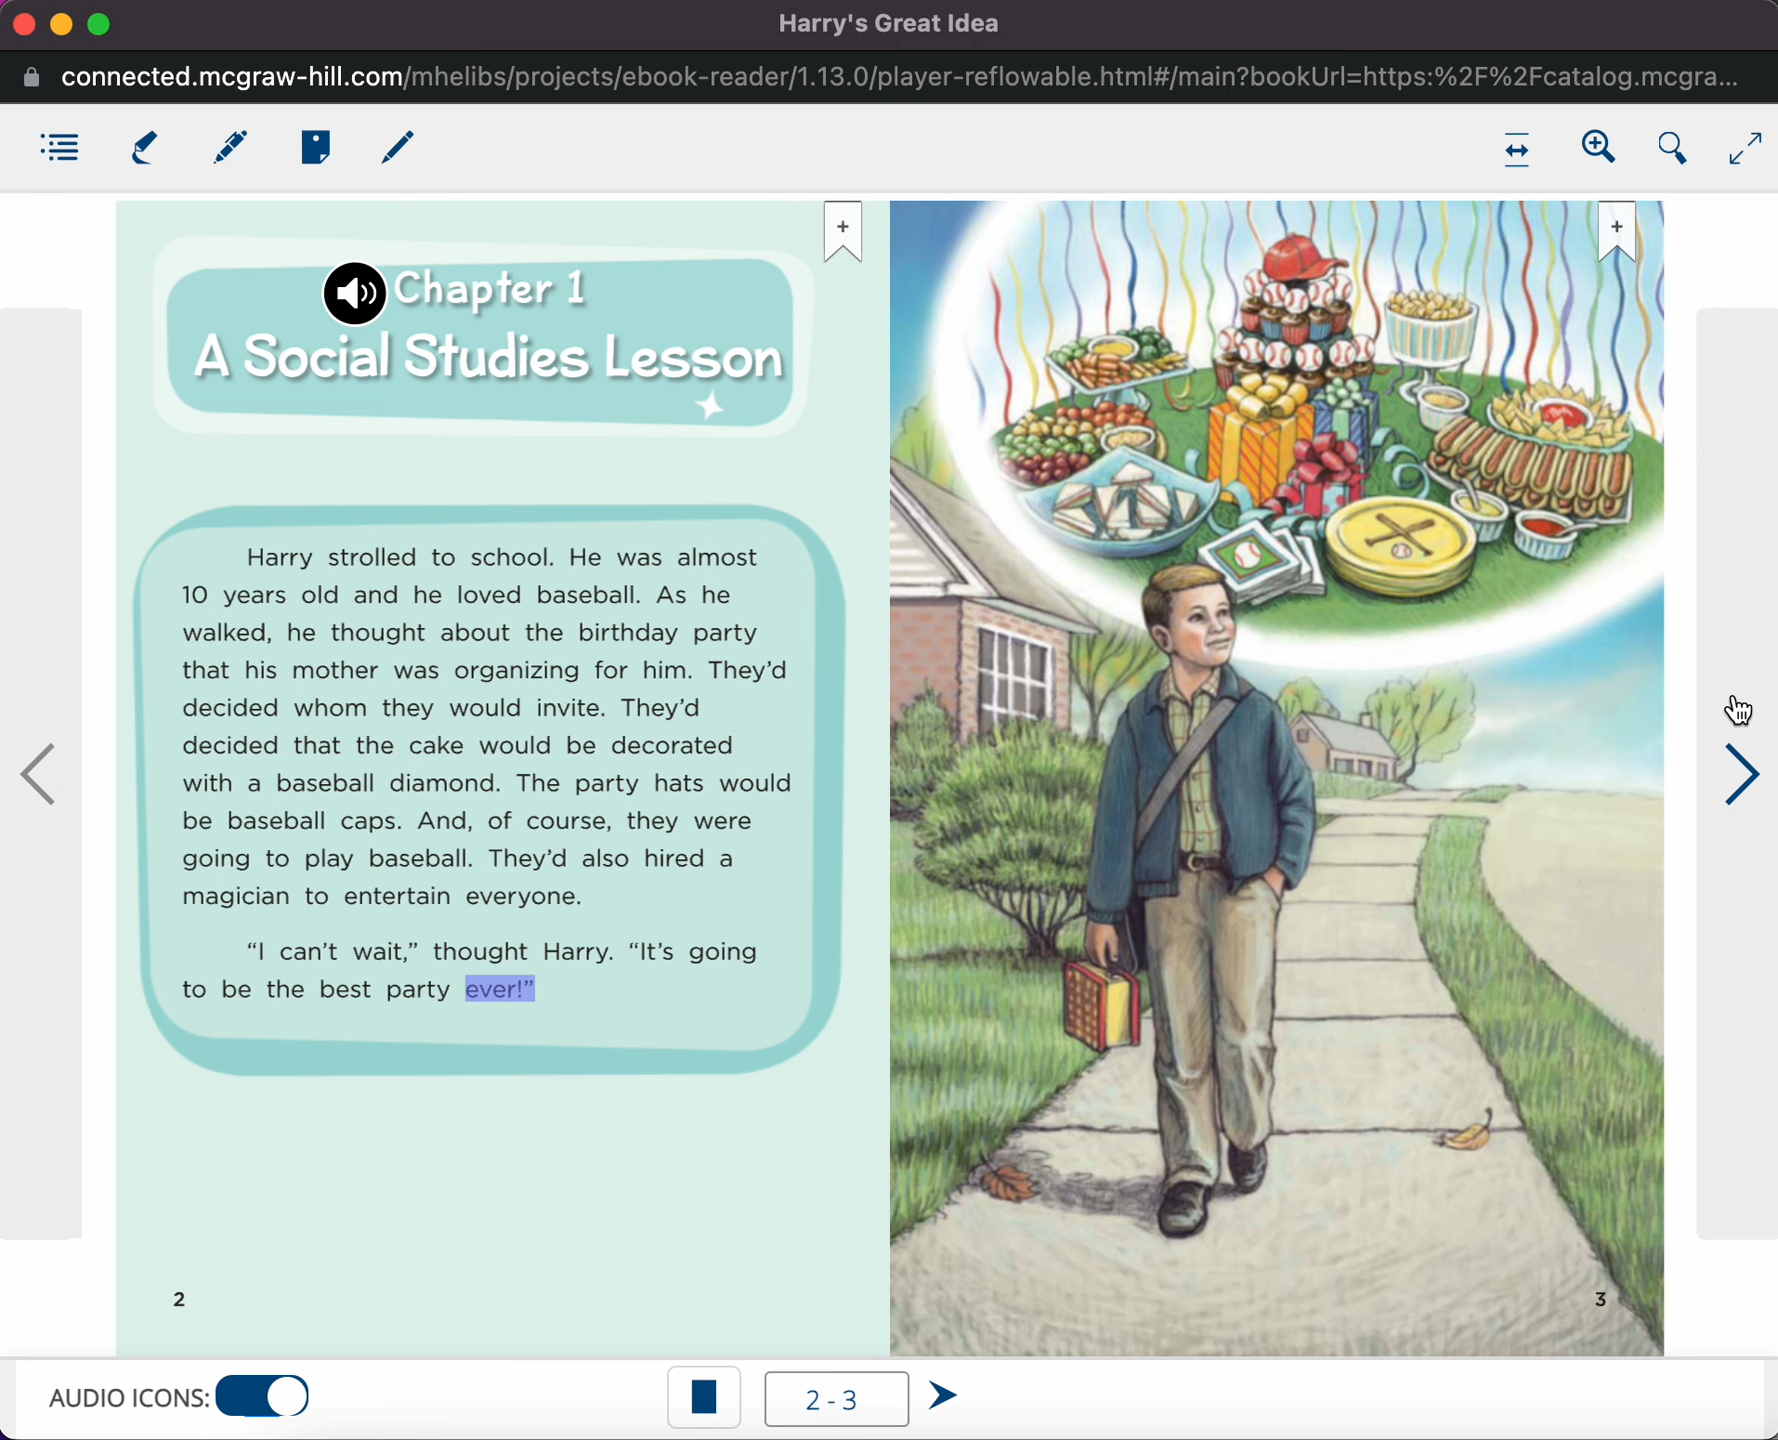 Harry's Great Idea
connected.mcgraw-hill.com/mhelibs/projects/ebook-reader/1.13.0/player-reflowable.html#/main?bookUrl=https:%2F%2Fcatalog.mcgra...
Chapter 1
A Social Studies Lesson
Harry strolled to school. He was almost
10 years old and he loved baseball. As he
walked, he thought about the birthday party
that his mother was organizing for him. They’d
decided whom they would invite. They’d
decided that the cake would be decorated
with a baseball diamond. The party hats would
be baseball caps. And, of course, they were
going to play baseball. They’d also hired a
magician to entertain everyone.
“I can’t wait,” thought Harry. “It’s going
to be the best party ever!”
2
3
AUDIO ICONS:
2 - 3